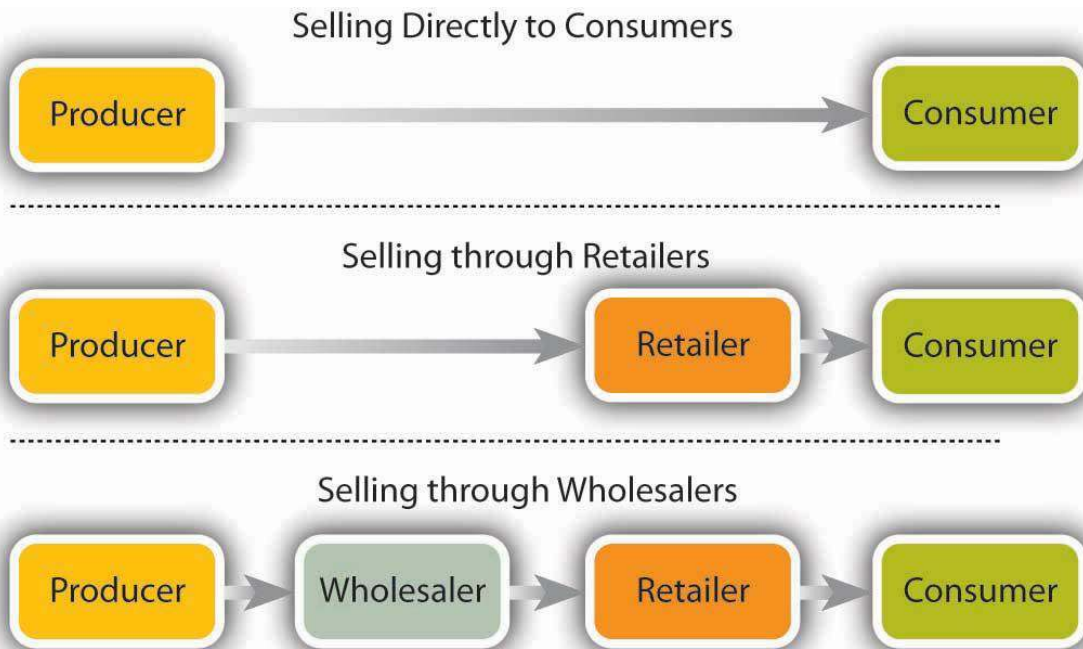 Selling Directly to Consumers
Producer Consumer
Selling through Retailers
Producer Retailer Consumer
Selling through Wholesalers
Producer Wholesaler Retailer Consumer